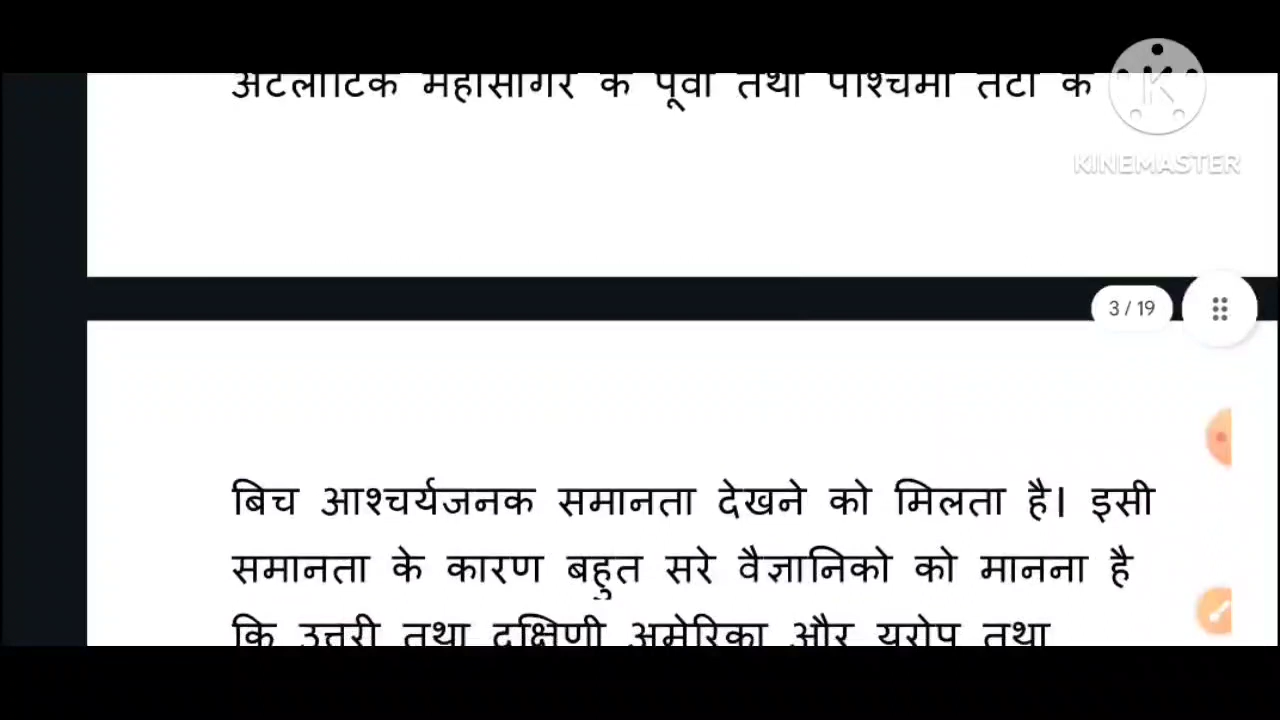 अटलांटिक महासागर के पूर्वी तथा पश्चिमी तटों के
KINEMASTER
3 / 19
बिच आश्चर्यजनक समानता देखने को मिलता है। इसी
समानता के कारण बहुत सरे वैज्ञानिको को मानना है
कि उत्तरी तथा दक्षिणी अमेरिका और यूरोप तथा